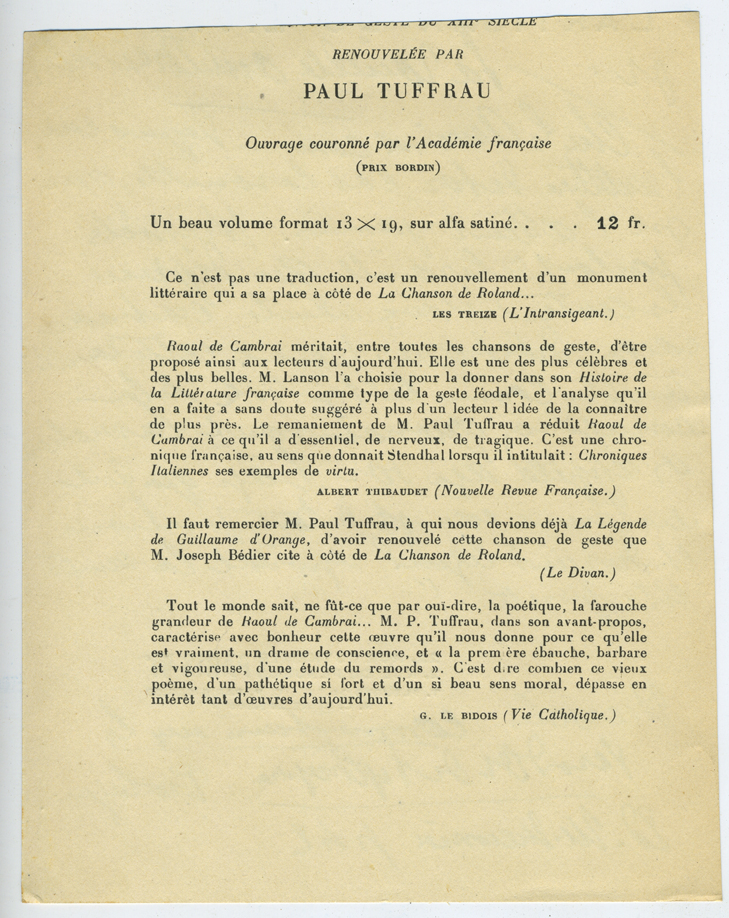 DE GESTE DU XIIIe SIÈCLE
RENOUVELÉE PAR
PAUL TUFFRAU
Ouvrage couronné par l'Académie française
(PRIX BORDIN)
Un beau volume format 13 × 19, sur alfa satiné. . . . 12 fr.
Ce n'est pas une traduction, c'est un renouvellement d'un monument
littéraire qui a sa place à côté de La Chanson de Roland...
LES TREIZE (L'Intransigeant.)
Raoul de Cambrai méritait, entre toutes les chansons de geste, d'être
proposé ainsi aux lecteurs d'aujourd'hui. Elle est une des plus célèbres et
des plus belles. M. Lanson l'a choisie pour la donner dans son Histoire de
la Littérature française comme type de la geste féodale, et l'analyse qu'il
en a faite a sans doute suggéré à plus d'un lecteur l idée de la connaître
de plus près. Le remaniement de M. Paul Tuffrau a réduit Raoul de
Cambrai à ce qu'il a d'essentiel, de nerveux, de tragique. C'est une chro-
nique française, au sens que donnait Stendhal lorsqu il intitulait : Chroniques
Italiennes ses exemples de virtu.
ALBERT THIBAUDET (Nouvelle Revue Française.)
Il faut remercier M. Paul Tuffrau, à qui nous devions déjà La Légende
de Guillaume d'Orange, d'avoir renouvelé cette chanson de geste que
M. Joseph Bédier cite à côté de La Chanson de Roland.
(Le Divan.)
Tout le monde sait, ne fût-ce que par ouï-dire, la poétique, la farouche
grandeur de Raoul de Cambrai... M. P. Tuffrau, dans son avant-propos,
caractérise avec bonheur cette œuvre qu'il nous donne pour ce qu'elle
est vraiment, un drame de conscience, et « la prem ère ébauche, barbare
et vigoureuse, d'une étude du remords ». C'est dire combien ce vieux
poème, d'un pathétique si fort et d'un si beau sens moral, dépasse en
intérêt tant d'œuvres d'aujourd'hui.
G. LE BIDOIS (Vie Catholique.)